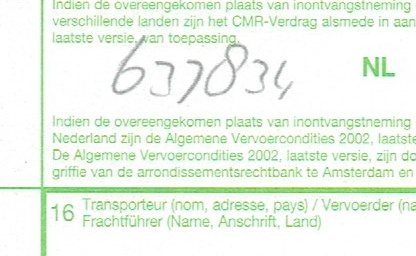 Indien de overeengekomen plaats van inontvangstneming
verschillende landen zijn het CMR-Verdrag alsmede in aan
laatste versie, van toepassing.
637834
NL
Indien de overeengekomen plaats van inontvangstneming
Nederland zijn de Algemene Vervoercondities 2002, laatste
De Algemene Vervoercondities 2002, laatste versie, zijn do
griffie van de arrondissementsrechtbank te Amsterdam en
16 Transporteur (nom, adresse, pays) / Vervoerder (na
Frachtführer (Name, Anschrift, Land)